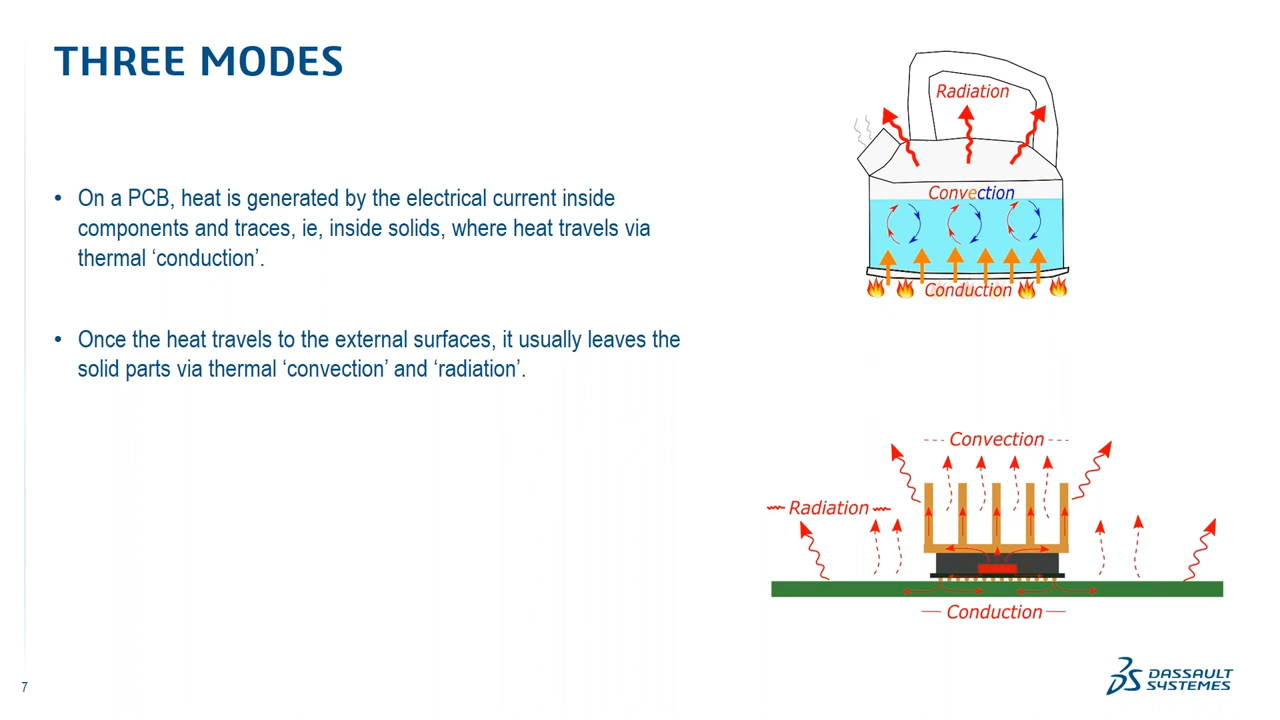 THREE MODES
• On a PCB, heat is generated by the electrical current inside
components and traces, ie, inside solids, where heat travels via
thermal ‘conduction’.
• Once the heat travels to the external surfaces, it usually leaves the
solid parts via thermal ‘convection’ and ‘radiation’.
Radiation
Convection
Conduction
Convection
Radiation
Conduction
7
DASSAULT
SYSTEMES